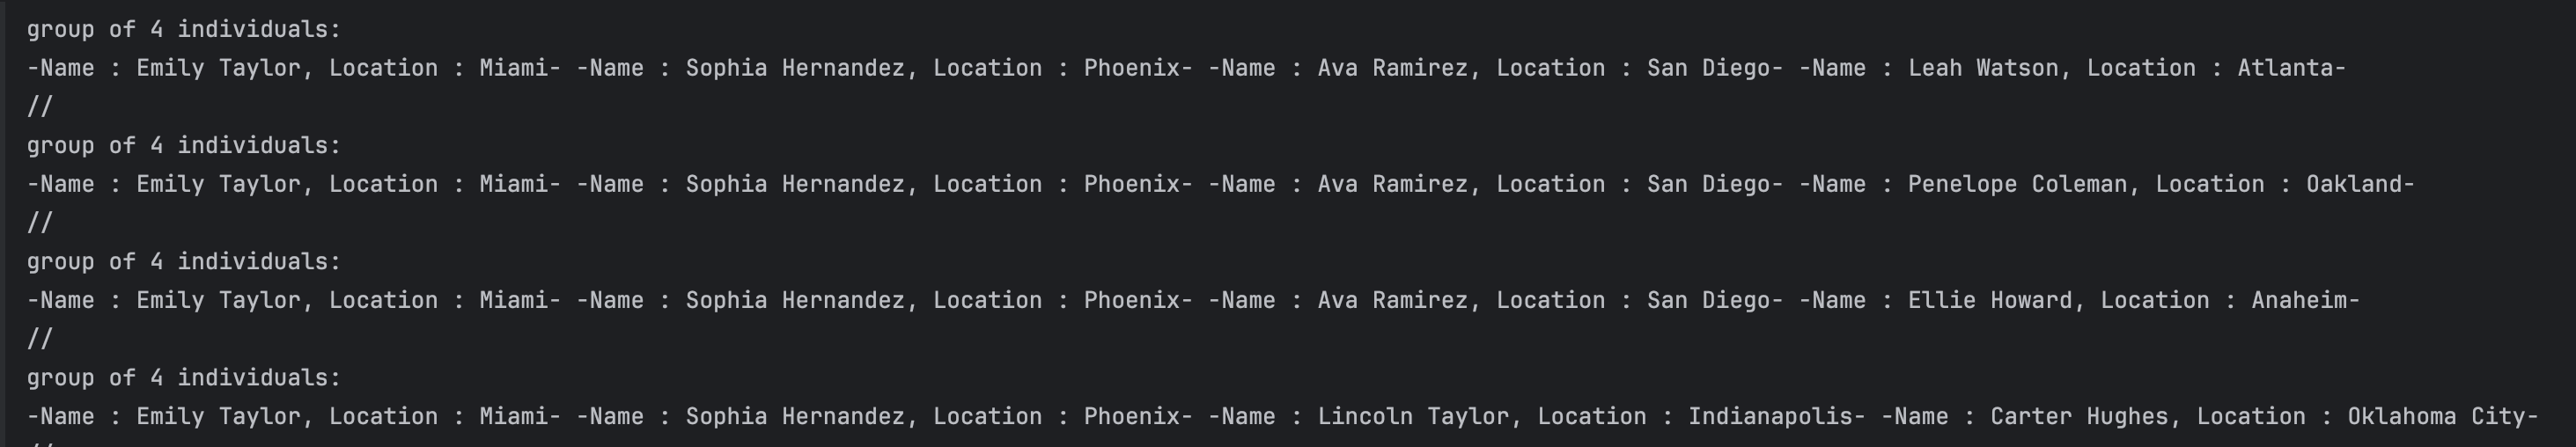 group of 4 individuals:
-Name : Emily Taylor, Location : Miami- -Name : Sophia Hernandez, Location : Phoenix- -Name : Ava Ramirez, Location : San Diego- -Name : Leah Watson, Location : Atlanta-
//
group of 4 individuals:
-Name : Emily Taylor, Location : Miami- -Name : Sophia Hernandez, Location : Phoenix- -Name : Ava Ramirez, Location : San Diego- -Name : Penelope Coleman, Location : Oakland-
//
group of 4 individuals:
-Name : Emily Taylor, Location : Miami- -Name : Sophia Hernandez, Location : Phoenix- -Name : Ava Ramirez, Location : San Diego- -Name : Ellie Howard, Location : Anaheim-
//
group of 4 individuals:
-Name : Emily Taylor, Location : Miami- -Name : Sophia Hernandez, Location : Phoenix- -Name : Lincoln Taylor, Location : Indianapolis- -Name : Carter Hughes, Location : Oklahoma City-
//